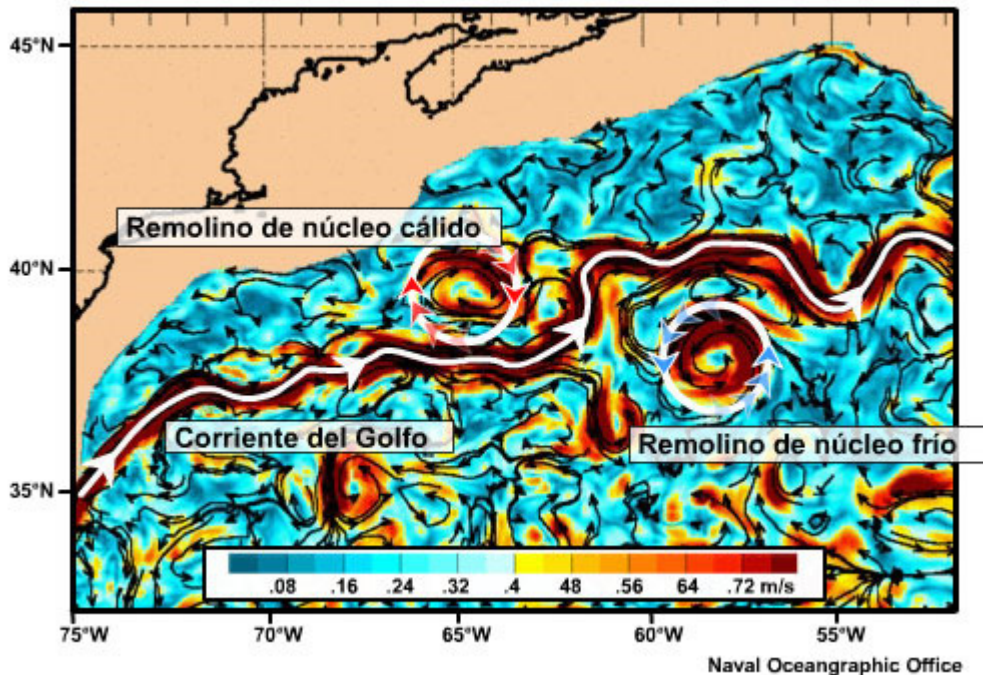 45°N
Remolino de núcleo cálido
40°N
Corriente del Golfo
Remolino de núcleo frío
35°N
.08 .16 .24 .32 .4 48 .56 64 .72 m/s
75°W 70°W 65°W 60°W 55°W
Naval Oceangraphic Office